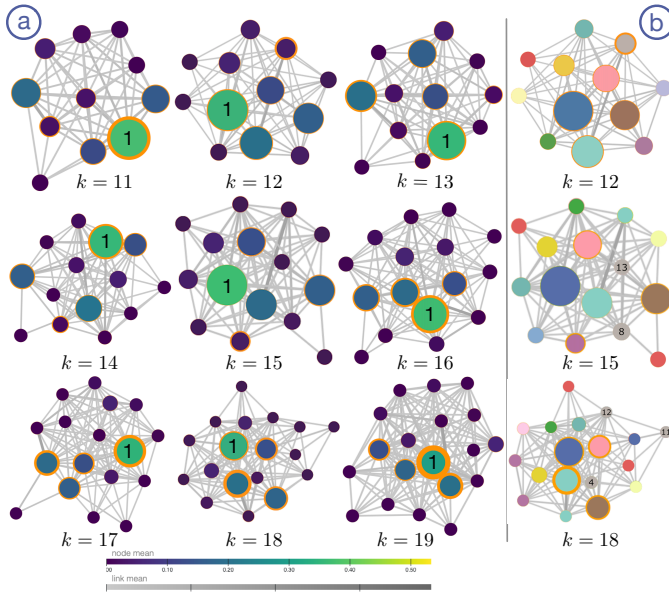 a
b
1
1
1
k = 11
k = 12
k = 13
k = 12
1
1
1
13
8
k = 14
k = 15
k = 16
k = 15
1
1
1
12
11
4
k = 17
k = 18
k = 19
k = 18
node mean
.00 0.10 0.20 0.30 0.40 0.50
link mean